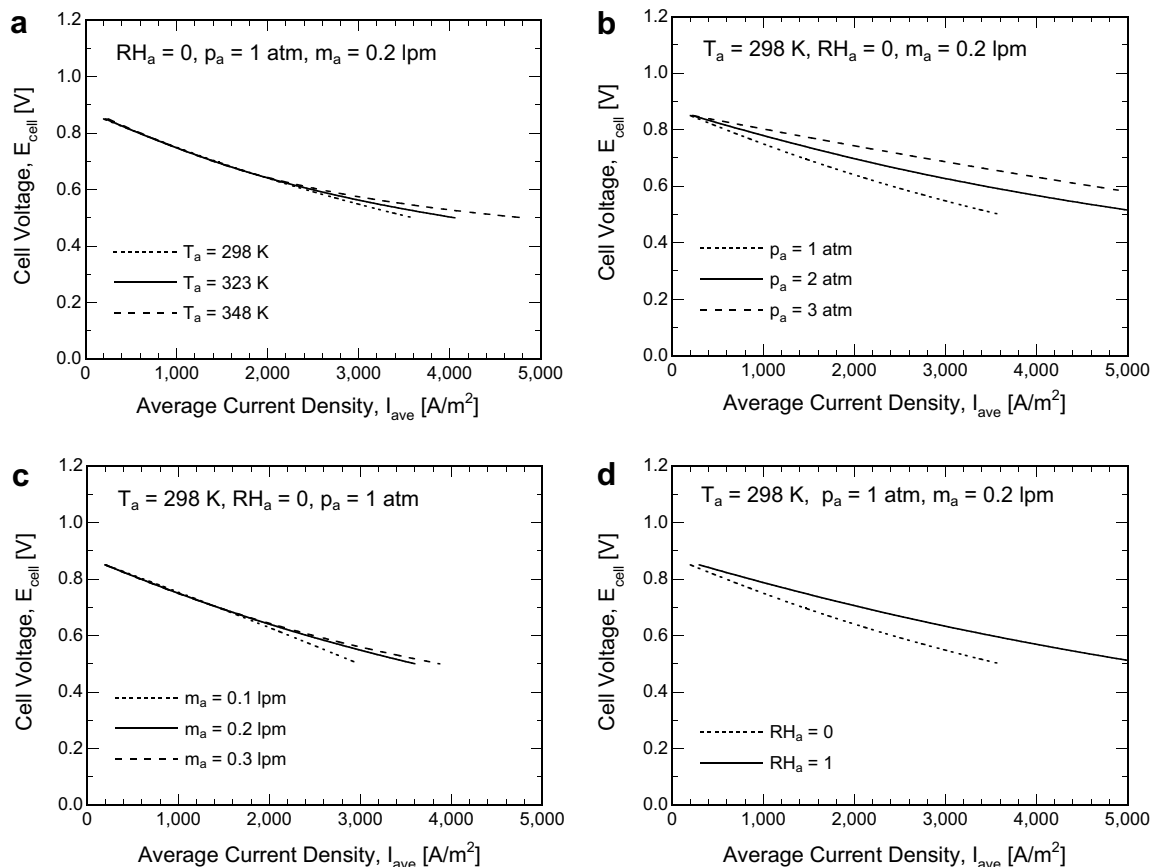 a
RHₐ = 0, pₐ = 1 atm, mₐ = 0.2 lpm
Cell Voltage, E_cell [V]
1.2
1.0
0.8
0.6
0.4
0.2
0.0
Tₐ = 298 K
Tₐ = 323 K
Tₐ = 348 K
0 1,000 2,000 3,000 4,000 5,000
Average Current Density, I_ave [A/m²]
b
Tₐ = 298 K, RHₐ = 0, mₐ = 0.2 lpm
Cell Voltage, E_cell [V]
1.2
1.0
0.8
0.6
0.4
0.2
0.0
pₐ = 1 atm
pₐ = 2 atm
pₐ = 3 atm
0 1,000 2,000 3,000 4,000 5,000
Average Current Density, I_ave [A/m²]
c
Tₐ = 298 K, RHₐ = 0, pₐ = 1 atm
Cell Voltage, E_cell [V]
1.2
1.0
0.8
0.6
0.4
0.2
0.0
mₐ = 0.1 lpm
mₐ = 0.2 lpm
mₐ = 0.3 lpm
0 1,000 2,000 3,000 4,000 5,000
Average Current Density, I_ave [A/m²]
d
Tₐ = 298 K, pₐ = 1 atm, mₐ = 0.2 lpm
Cell Voltage, E_cell [V]
1.2
1.0
0.8
0.6
0.4
0.2
0.0
RHₐ = 0
RHₐ = 1
0 1,000 2,000 3,000 4,000 5,000
Average Current Density, I_ave [A/m²]